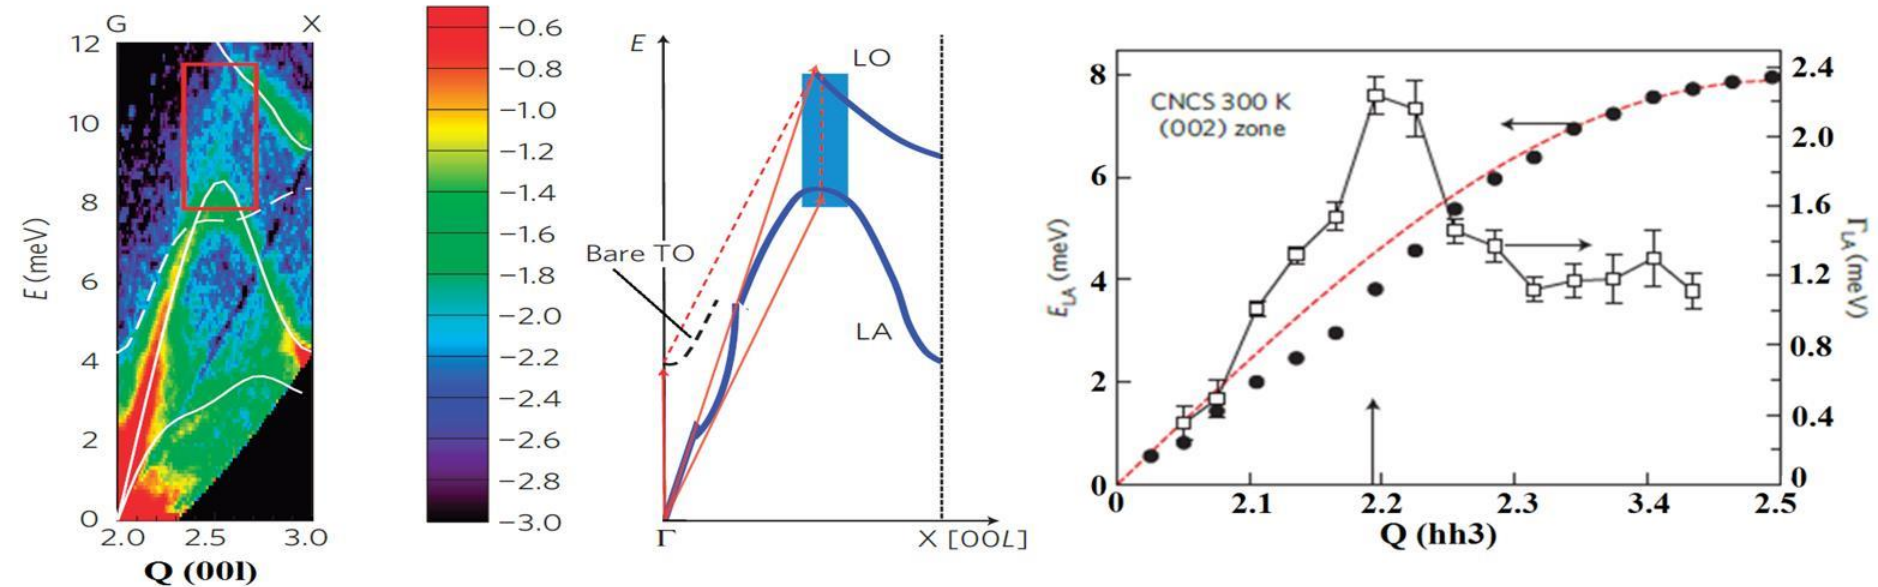 G X
12
10
8
6
4
2
0
E (meV)
2.0 2.5 3.0
Q (00l)
−0.6
−0.8
−1.0
−1.2
−1.4
−1.6
−1.8
−2.0
−2.2
−2.4
−2.6
−2.8
−3.0
E
LO
Bare TO
LA
Γ X [00L]
CNCS 300 K
(002) zone
8
6
4
2
0
E_LA (meV)
0 2.1 2.2 2.3 3.4 2.5
Q (hh3)
2.4
2.0
1.6
1.2
0.8
0.4
0
Γ_LA (meV)